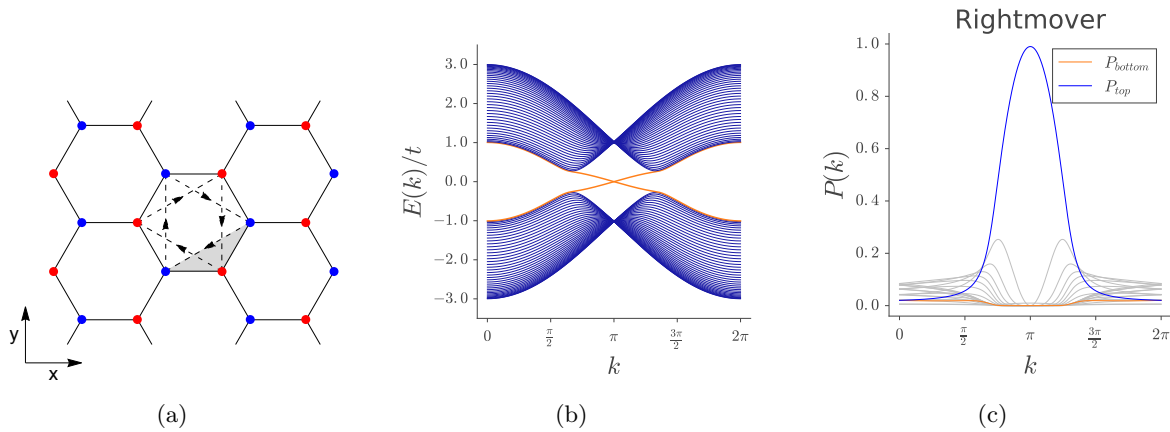 y
x
(a)
E(k)/t
3.0
2.0
1.0
0.0
−1.0
−2.0
−3.0
0
π/2
π
3π/2
2π
k
(b)
Rightmover
P(k)
1.0
0.8
0.6
0.4
0.2
0.0
P_bottom
P_top
0
π/2
π
3π/2
2π
k
(c)